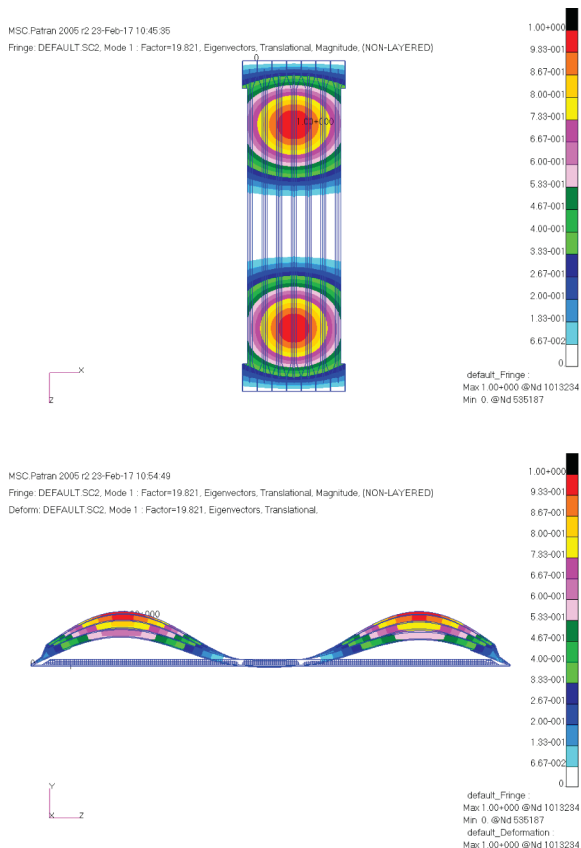 MSC.Patran 2005 r2 23-Feb-17 10:45:35
Fringe: DEFAULT.SC2, Mode 1 : Factor=19.821, Eigenvectors, Translational, Magnitude, (NON-LAYERED)
0
1.00+000
X
Z
1.00+000
9.33-001
8.67-001
8.00-001
7.33-001
6.67-001
6.00-001
5.33-001
4.67-001
4.00-001
3.33-001
2.67-001
2.00-001
1.33-001
6.67-002
0
default_Fringe :
Max 1.00+000 @Nd 1013234
Min 0. @Nd 535187
MSC.Patran 2005 r2 23-Feb-17 10:54:49
Fringe: DEFAULT.SC2, Mode 1 : Factor=19.821, Eigenvectors, Translational, Magnitude, (NON-LAYERED)
Deform: DEFAULT.SC2, Mode 1 : Factor=19.821, Eigenvectors, Translational,
00+000
0
Y
X
Z
1.00+000
9.33-001
8.67-001
8.00-001
7.33-001
6.67-001
6.00-001
5.33-001
4.67-001
4.00-001
3.33-001
2.67-001
2.00-001
1.33-001
6.67-002
0
default_Fringe :
Max 1.00+000 @Nd 1013234
Min 0. @Nd 535187
default_Deformation :
Max 1.00+000 @Nd 1013234